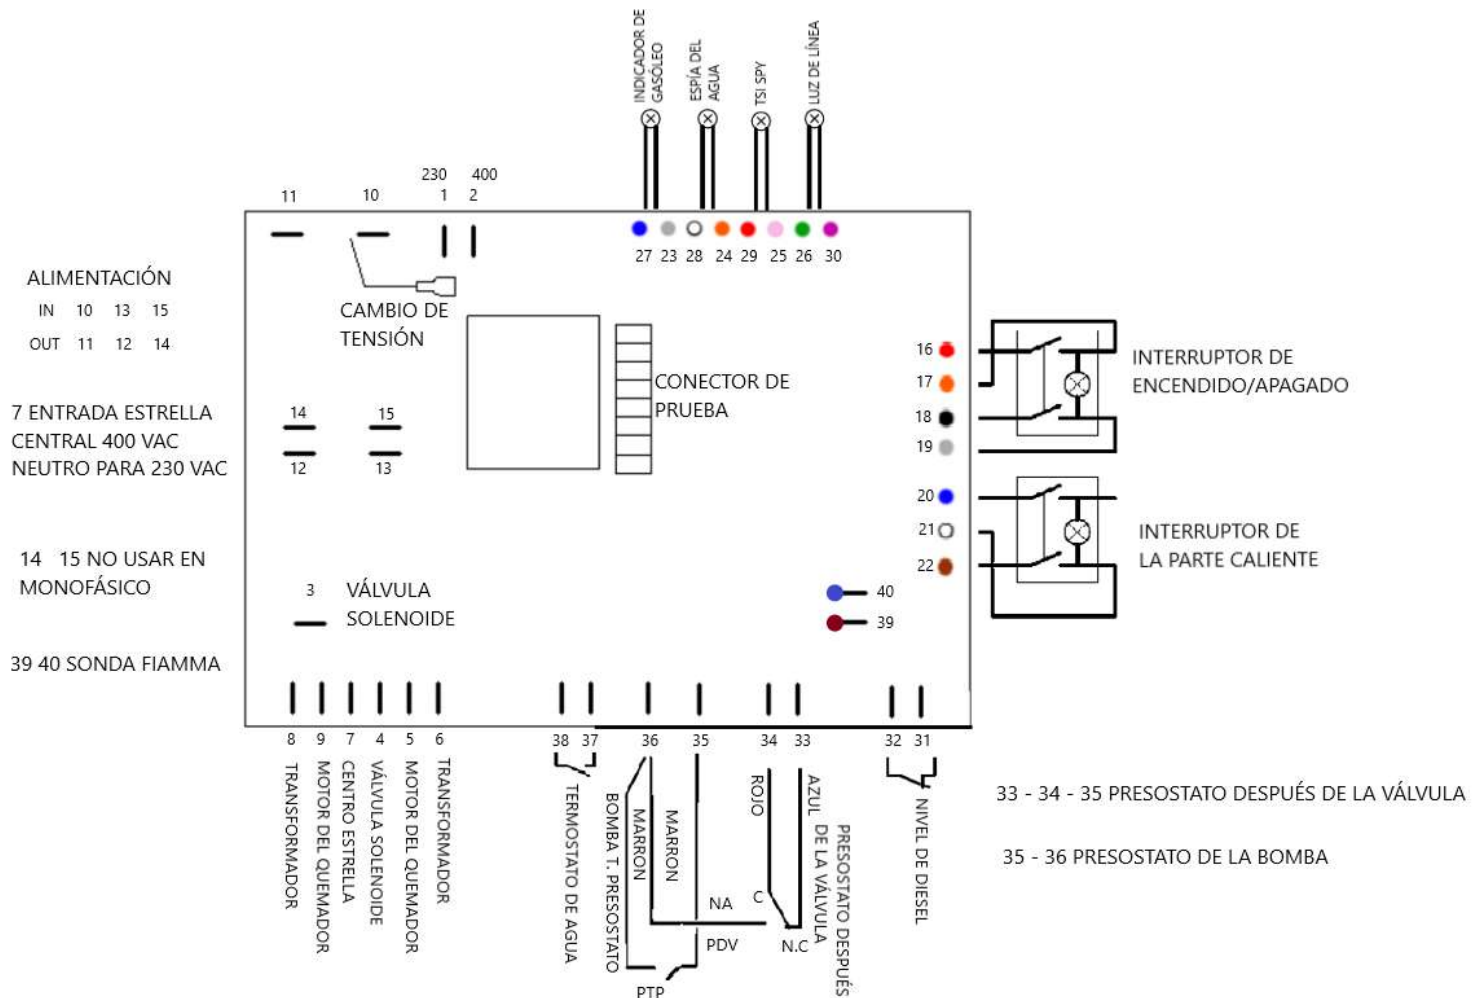 INDICADOR DE
GASÓLEO
ESPÍA DEL
AGUA
TSI SPY
LUZ DE LÍNEA
230 400
11 10 1 2
27 23 28 24 29 25 26 30
ALIMENTACIÓN
IN 10 13 15
OUT 11 12 14
CAMBIO DE
TENSIÓN
CONECTOR DE
PRUEBA
7 ENTRADA ESTRELLA
CENTRAL 400 VAC
NEUTRO PARA 230 VAC
14 15
12 13
16
17
18
19
INTERRUPTOR DE
ENCENDIDO/APAGADO
20
21
22
INTERRUPTOR DE
LA PARTE CALIENTE
14 15 NO USAR EN
MONOFÁSICO
3 VÁLVULA
SOLENOIDE
40
39
39 40 SONDA FIAMMA
8 9 7 4 5 6 38 37 36 35 34 33 32 31
TRANSFORMADOR
MOTOR DEL QUEMADOR
CENTRO ESTRELLA
VÁLVULA SOLENOIDE
MOTOR DEL QUEMADOR
TRANSFORMADOR
TERMOSTATO DE AGUA
BOMBA T. PRESOSTATO
MARRON
MARRON
ROJO
AZUL
PRESOSTATO DESPUÉS
DE LA VÁLVULA
NIVEL DE DIESEL
NA
PDV
C
N.C
PTP
33 - 34 - 35 PRESOSTATO DESPUÉS DE LA VÁLVULA
35 - 36 PRESOSTATO DE LA BOMBA